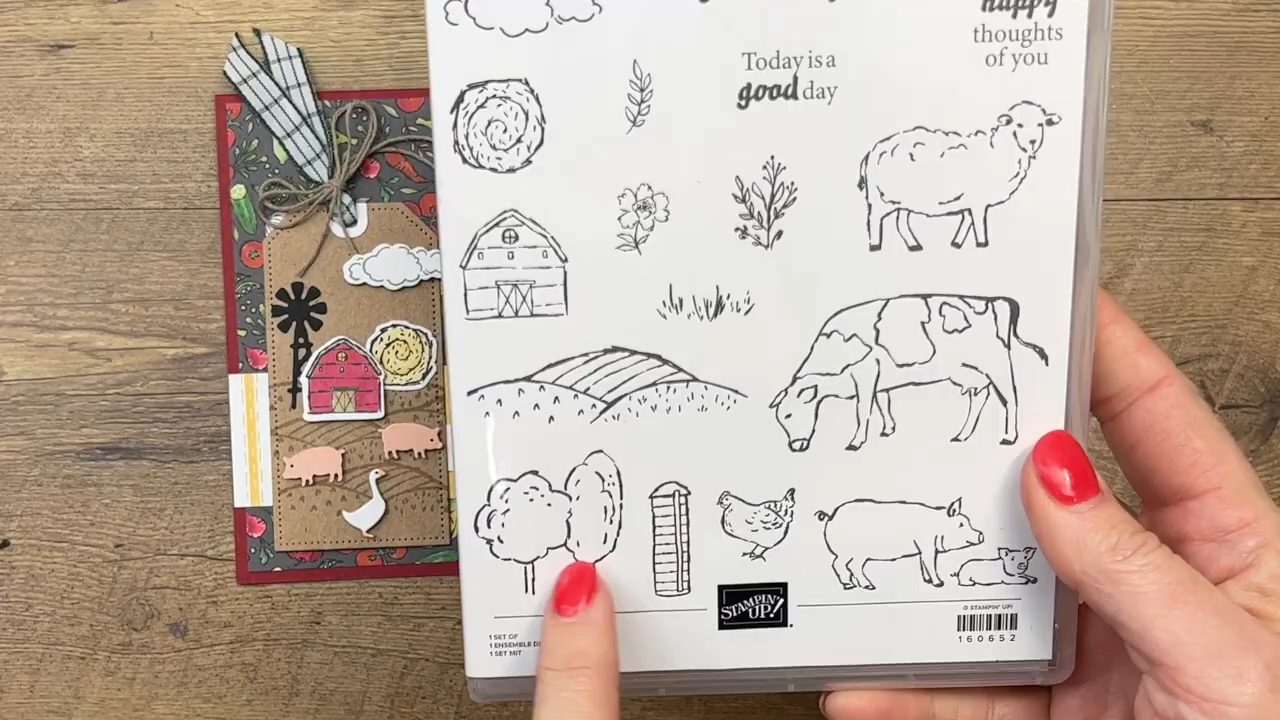 happy
thoughts
of you
Today is a
good day
STAMPIN' UP!
© STAMPIN' UP!
160652
1 SET OF
1 ENSEMBLE D
1 SET MIT